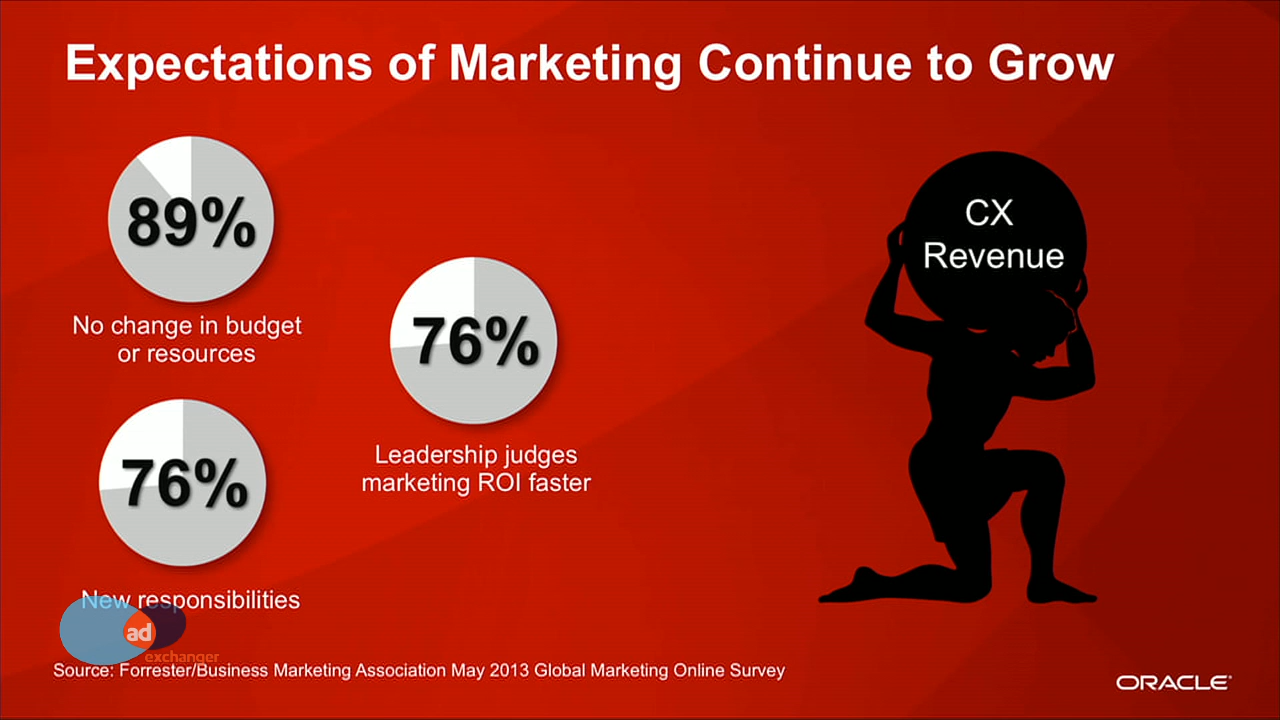 Expectations of Marketing Continue to Grow
89%
No change in budget
or resources
76%
Leadership judges
marketing ROI faster
76%
New responsibilities
CX
Revenue
ad
exchanger
Source: Forrester/Business Marketing Association May 2013 Global Marketing Online Survey
ORACLE